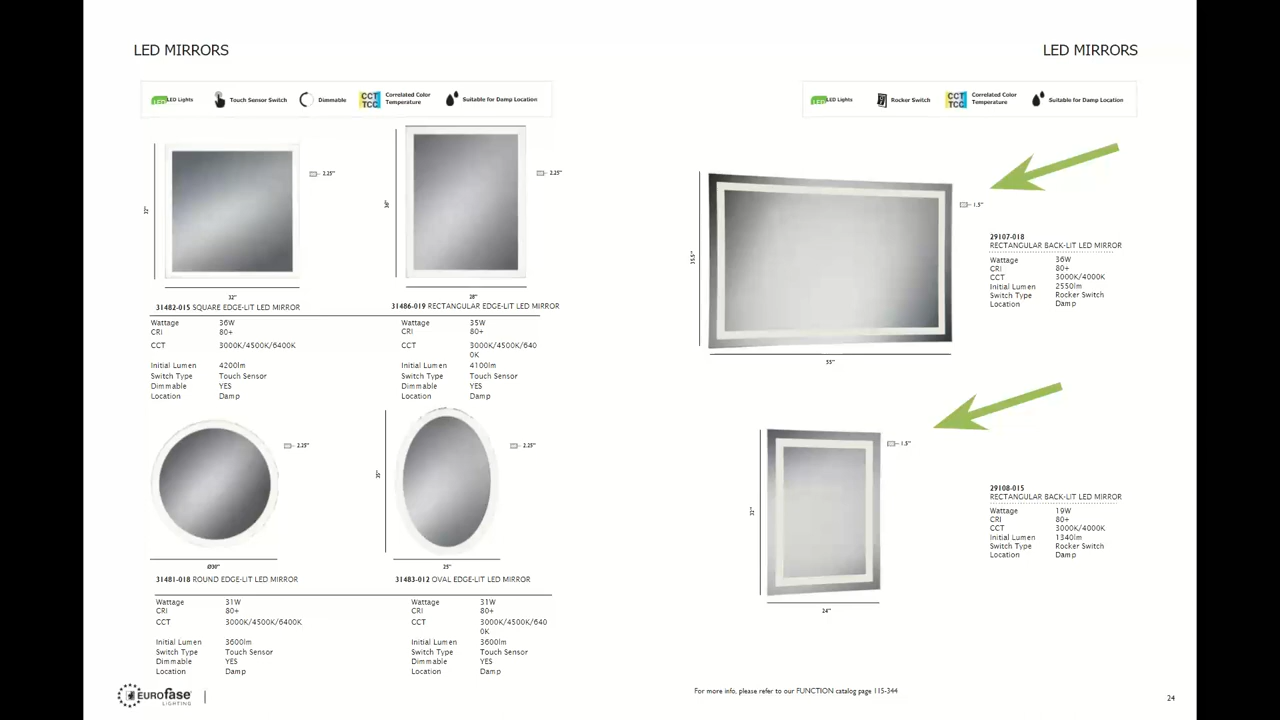 LED MIRRORS
LED LED Lights
Touch Sensor Switch
Dimmable
CCT TCC Correlated Color Temperature
Suitable for Damp Location
32"
2.25"
32"
31482-015 SQUARE EDGE-LIT LED MIRROR
Wattage 36W
CRI 80+
CCT 3000K/4500K/6400K
Initial Lumen 4200lm
Switch Type Touch Sensor
Dimmable YES
Location Damp
36"
2.25"
28"
31486-019 RECTANGULAR EDGE-LIT LED MIRROR
Wattage 35W
CRI 80+
CCT 3000K/4500K/640
0K
Initial Lumen 4100lm
Switch Type Touch Sensor
Dimmable YES
Location Damp
2.25"
Ø30"
31481-018 ROUND EDGE-LIT LED MIRROR
Wattage 31W
CRI 80+
CCT 3000K/4500K/6400K
Initial Lumen 3600lm
Switch Type Touch Sensor
Dimmable YES
Location Damp
35"
2.25"
25"
31483-012 OVAL EDGE-LIT LED MIRROR
Wattage 31W
CRI 80+
CCT 3000K/4500K/640
0K
Initial Lumen 3600lm
Switch Type Touch Sensor
Dimmable YES
Location Damp
EUROfase
LIGHTING
LED MIRRORS
LED LED Lights
Rocker Switch
CCT TCC Correlated Color Temperature
Suitable for Damp Location
35.5"
1.5"
55"
29107-018
RECTANGULAR BACK-LIT LED MIRROR
Wattage 36W
CRI 80+
CCT 3000K/4000K
Initial Lumen 2550lm
Switch Type Rocker Switch
Location Damp
32"
1.5"
24"
29108-015
RECTANGULAR BACK-LIT LED MIRROR
Wattage 19W
CRI 80+
CCT 3000K/4000K
Initial Lumen 1340lm
Switch Type Rocker Switch
Location Damp
For more info, please refer to our FUNCTION catalog page 115-344
24